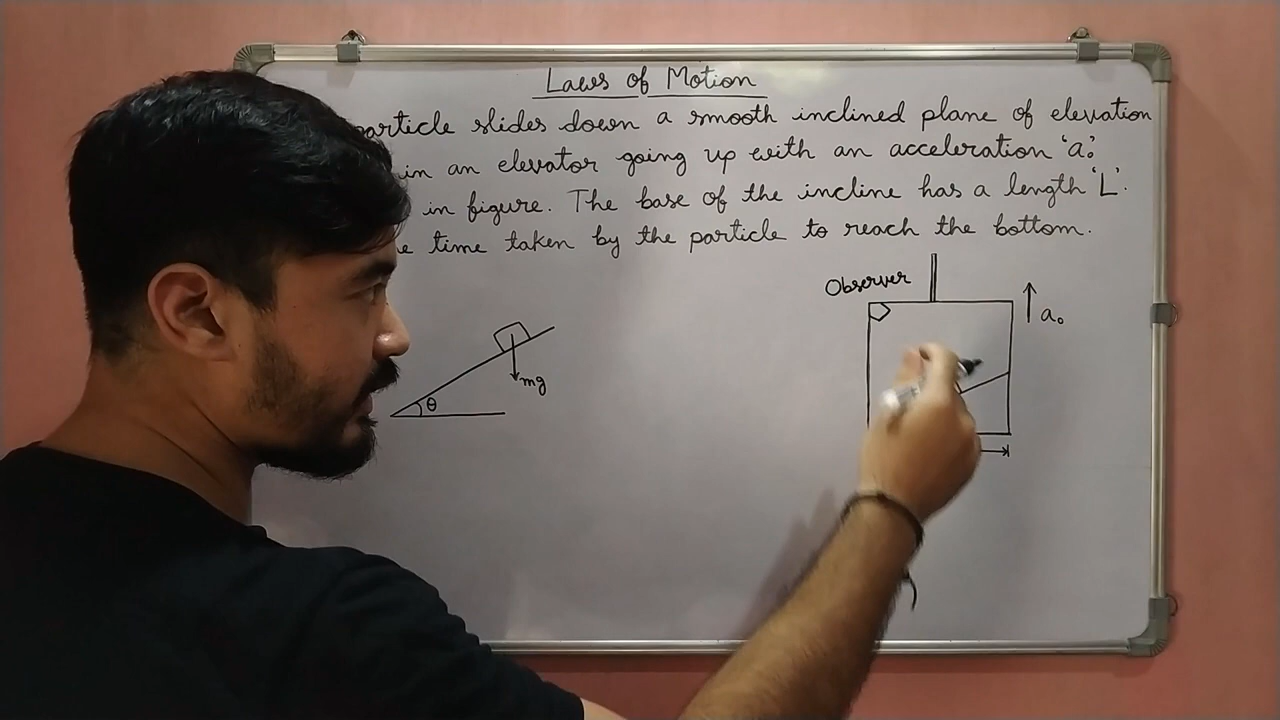 Laws of Motion
particle slides down a smooth inclined plane of elevation
in an elevator going up with an acceleration 'a₀'
in figure. The base of the incline has a length 'L'.
time taken by the particle to reach the bottom.
Observer
a₀
mg
θ